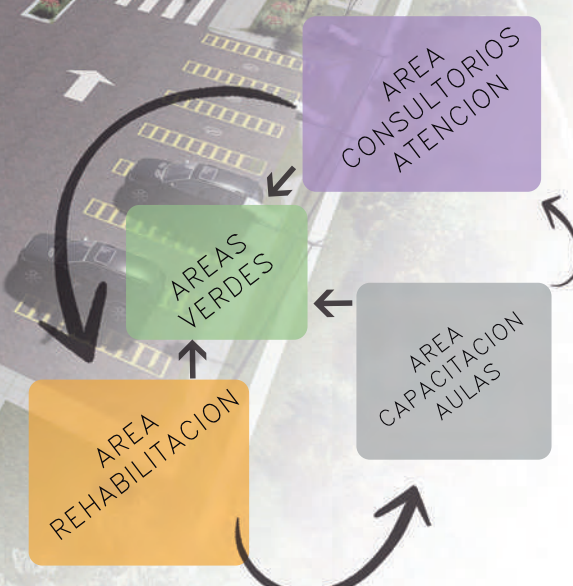 AREA
CONSULTORIOS
ATENCION
AREAS
VERDES
AREA
CAPACITACION
AULAS
AREA
REHABILITACION